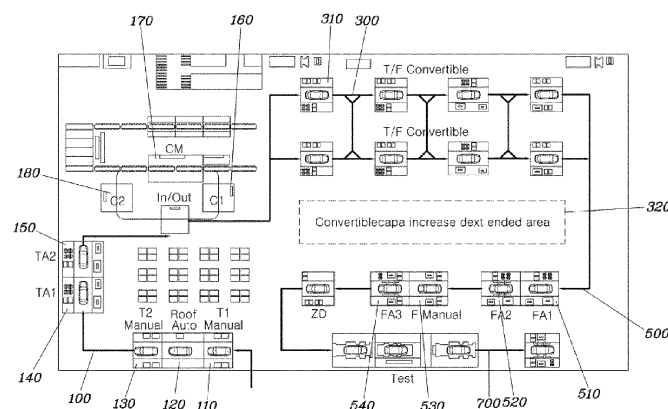 170
160
310
300
T/F Convertible
T/F Convertible
CM
180
C2
In/Out
C1
320
Convertiblecapa increase dext ended area
150
TA2
TA1
T2 Roof T1
Manual Auto Manual
ZD
FA3
F Manual
FA2
FA1
500
140
Test
510
100
130
120
110
540
530
700
520